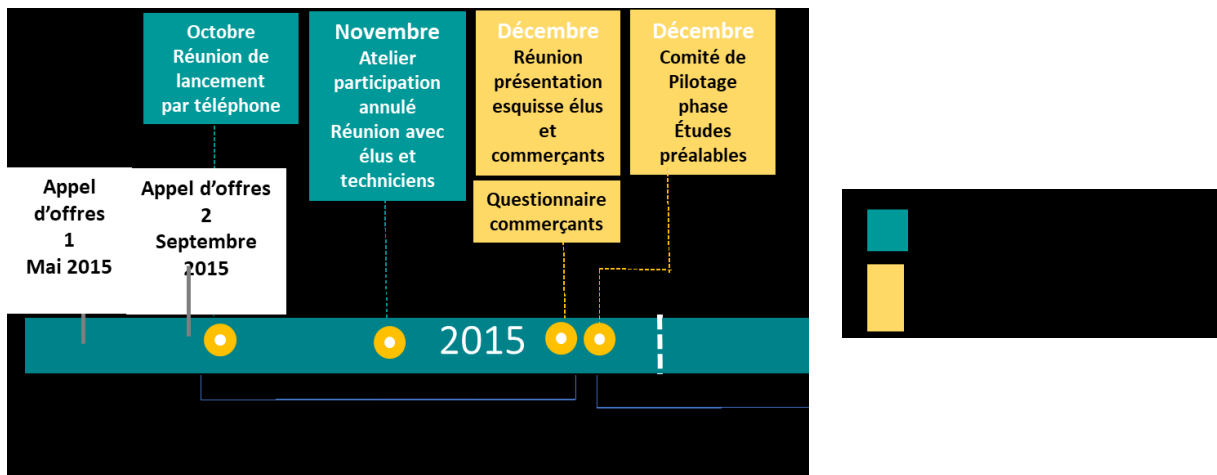 Octobre
Réunion de
lancement
par téléphone
Novembre
Atelier
participation
annulé
Réunion avec
élus et
techniciens
Décembre
Réunion
présentation
esquisse élus
et
commerçants
Questionnaire
commerçants
Décembre
Comité de
Pilotage
phase
Études
préalables
Appel
d’offres
1
Mai 2015
Appel d’offres
2
Septembre
2015
2015